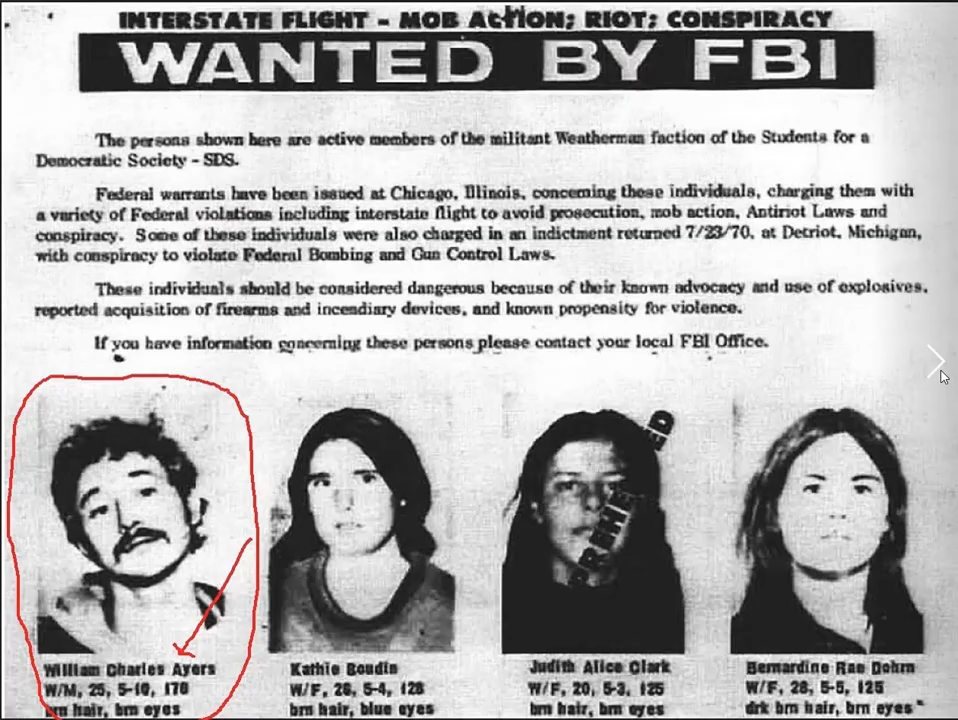 INTERSTATE FLIGHT - MOB ACTION; RIOT; CONSPIRACY
WANTED BY FBI
The persons shown here are active members of the militant Weatherman faction of the Students for a
Democratic Society - SDS.
Federal warrants have been issued at Chicago, Illinois, concerning these individuals, charging them with
a variety of Federal violations including interstate flight to avoid prosecution, mob action, Antiriot Laws and
conspiracy. Some of these individuals were also charged in an indictment returned 7/23/70, at Detriot, Michigan,
with conspiracy to violate Federal Bombing and Gun Control Laws.
These individuals should be considered dangerous because of their known advocacy and use of explosives,
reported acquisition of firearms and incendiary devices, and known propensity for violence.
If you have information concerning these persons please contact your local FBI Office.
William Charles Ayers
W/M, 25, 5-10, 170
brn hair, brn eyes
Kathie Boudin
W/F, 26, 5-4, 128
brn hair, blue eyes
Judith Alice Clark
W/F, 20, 5-3, 125
brn hair, brn eyes
Bernardine Rae Dohrn
W/F, 28, 5-5, 125
drk brn hair, brn eyes